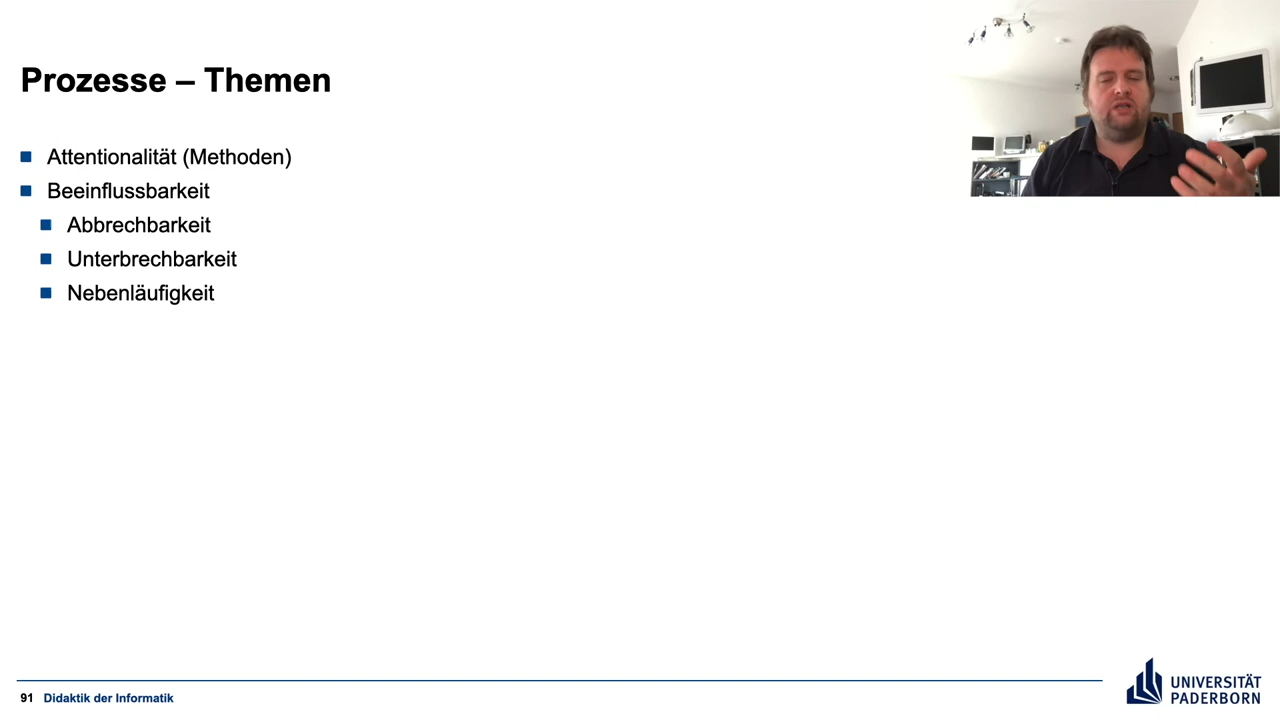 Prozesse – Themen
Attentionalität (Methoden)
Beeinflussbarkeit
Abbrechbarkeit
Unterbrechbarkeit
Nebenläufigkeit
91 Didaktik der Informatik
UNIVERSITÄT
PADERBORN